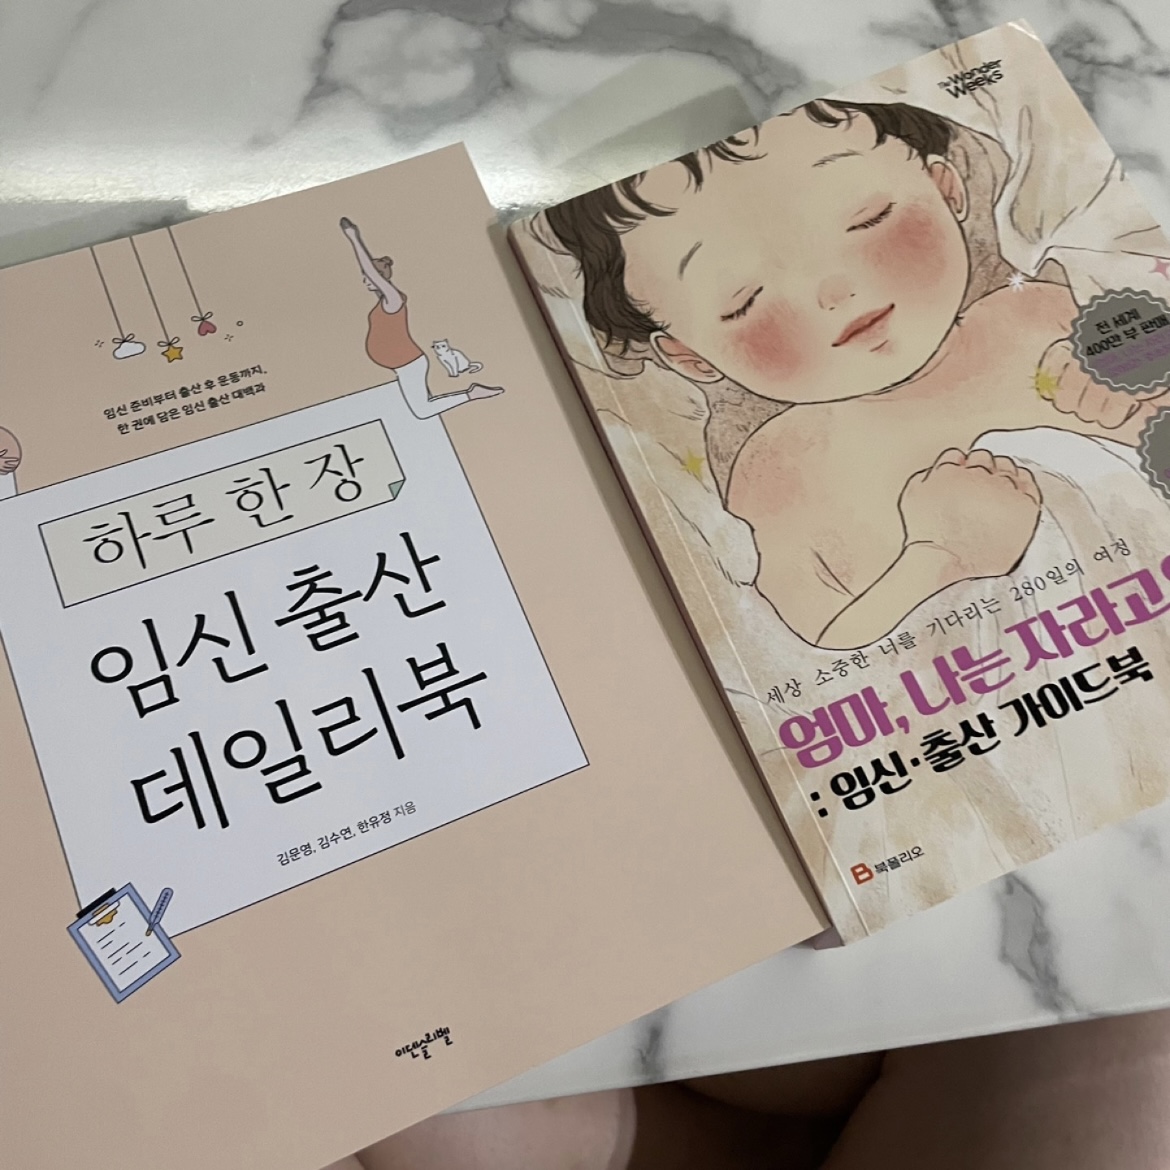 임신 준비부터 출산 후 운동까지,
한 권에 담은 임신 출산 대백과
하루 한 장
임신 출산
데일리북
김문영, 김수연, 한유정 지음
이덴슬리벨
The Wonder
Weeks
전 세계
400만 부 판매
세상 소중한 너를 기다리는 280일의 여정
엄마, 나는 자라고
: 임신·출산 가이드북
B 북폴리오